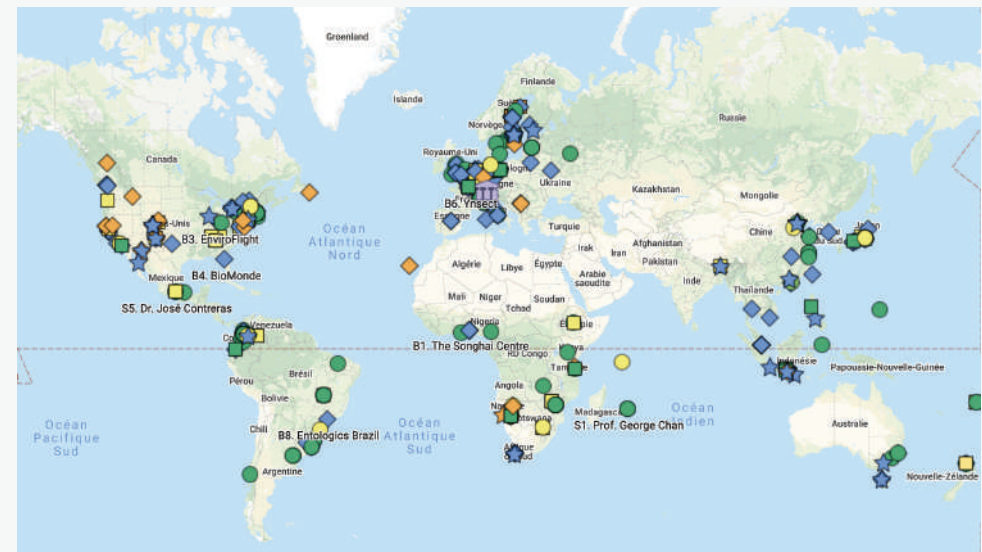 Groenland
Finlande
Islande
Russie
Norvège
Canada
Royaume-Uni
Ukraine
Kazakhstan
Mongolie
B6. Ynsect
Océan
Atlantique
Nord
Turquie
Chine
B3. EnviroFlight
Irak
Iran
Afghanistan
Pakistan
Algérie
Libye
Égypte
Arabie
saoudite
B4. BioMonde
Mexique
Inde
Thaïlande
Mali
Niger
Tchad
Soudan
S5. Dr. José Contreras
Venezuela
Nigeria
B1. The Songhai Centre
RD Congo
Papouasie-Nouvelle-Guinée
Pérou
Brésil
Angola
Bolivie
Madagascar
Océan
Indien
S1. Prof. George Chan
Océan
Pacifique
Sud
Chili
B8. Entologics Brazil
Océan
Atlantique
Sud
Australie
Argentine
Nouvelle-Zélande